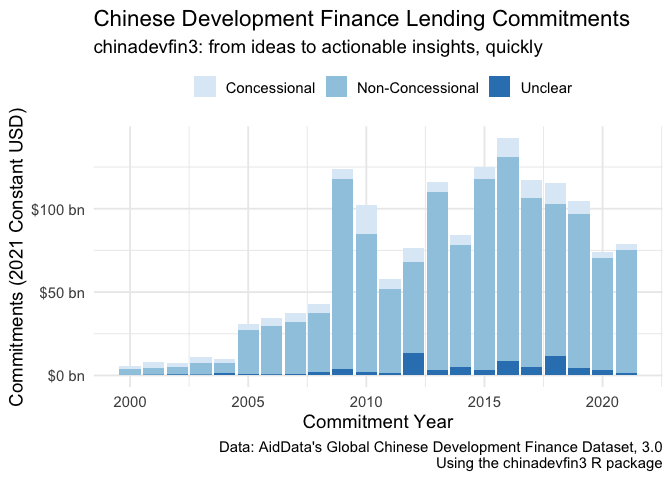 Chinese Development Finance Lending Commitments
chinadevfin3: from ideas to actionable insights, quickly
Concessional
Non-Concessional
Unclear
Commitments (2021 Constant USD)
$100 bn
$50 bn
$0 bn
2000
2005
2010
2015
2020
Commitment Year
Data: AidData's Global Chinese Development Finance Dataset, 3.0
Using the chinadevfin3 R package